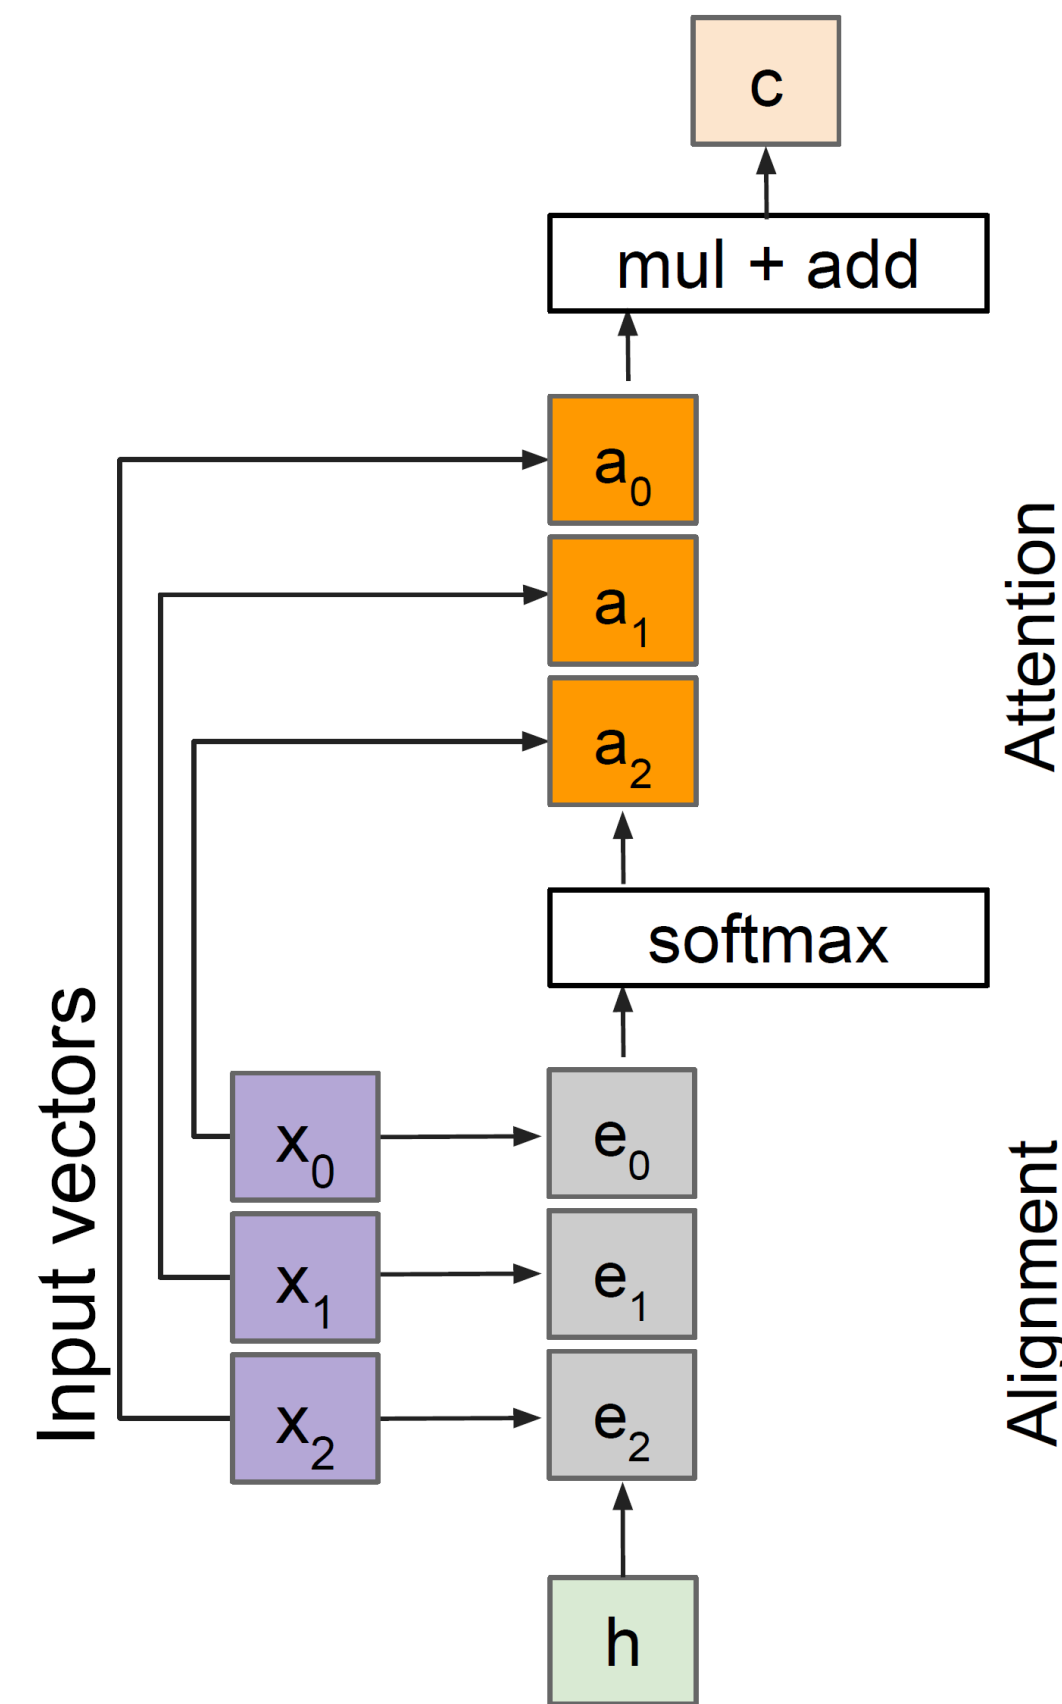 c
mul + add
a0
a1
a2
Attention
softmax
Input vectors
x0
e0
x1
e1
x2
e2
Alignment
h